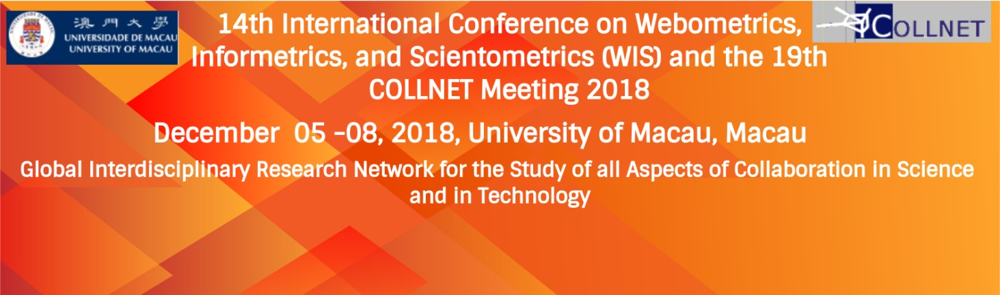 澳門大學
UNIVERSIDADE DE MACAU
UNIVERSITY OF MACAU
COLLNET
14th International Conference on Webometrics,
Informetrics, and Scientometrics (WIS) and the 19th
COLLNET Meeting 2018
December 05 -08, 2018, University of Macau, Macau
Global Interdisciplinary Research Network for the Study of all Aspects of Collaboration in Science
and in Technology